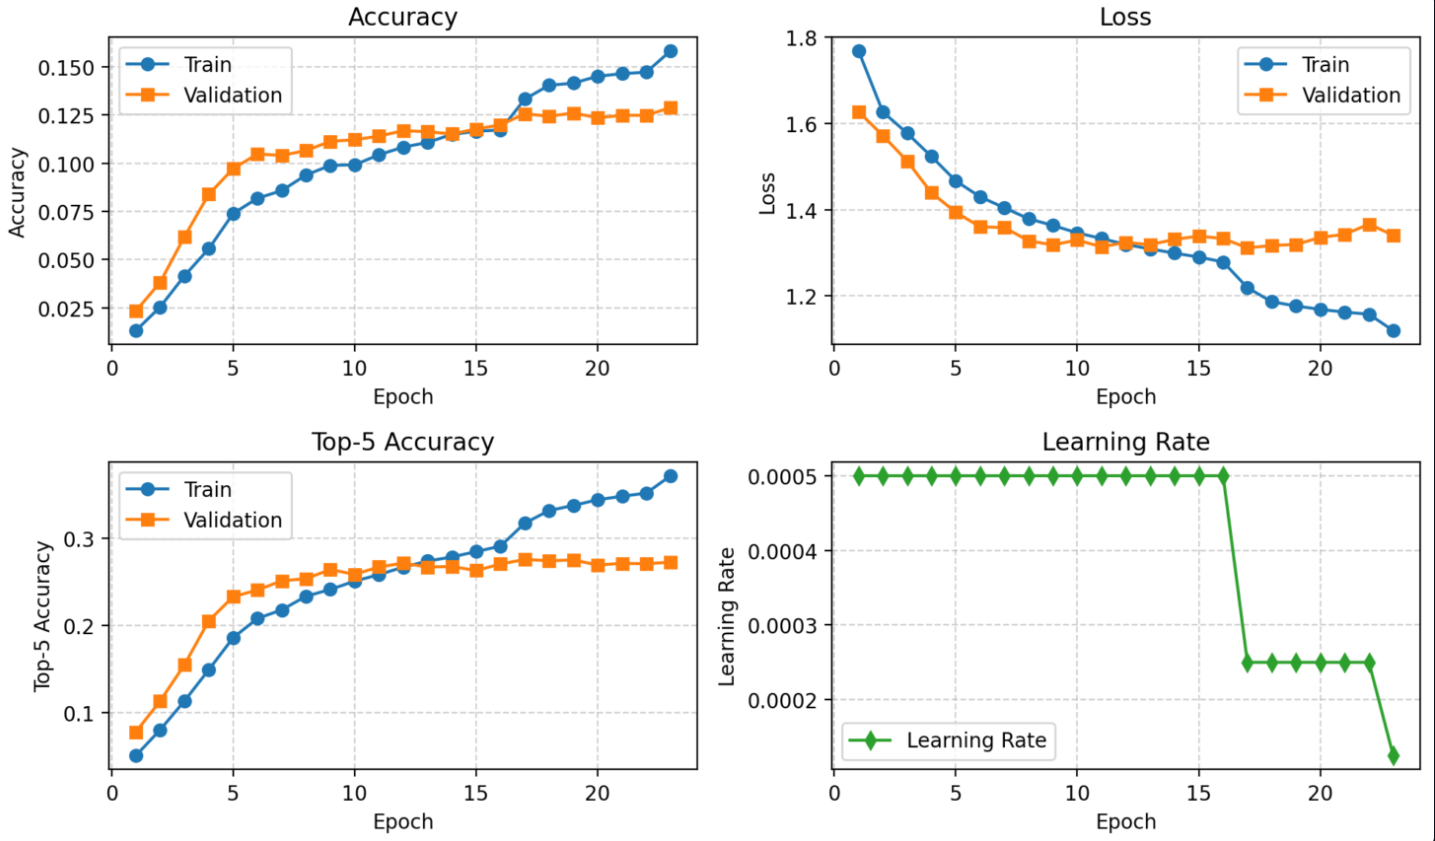 Accuracy
Accuracy
0.150
0.125
0.100
0.075
0.050
0.025
Train
Validation
0 5 10 15 20
Epoch
Loss
Loss
1.8
1.6
1.4
1.2
Train
Validation
0 5 10 15 20
Epoch
Top-5 Accuracy
Top-5 Accuracy
0.3
0.2
0.1
Train
Validation
0 5 10 15 20
Epoch
Learning Rate
Learning Rate
0.0005
0.0004
0.0003
0.0002
Learning Rate
0 5 10 15 20
Epoch